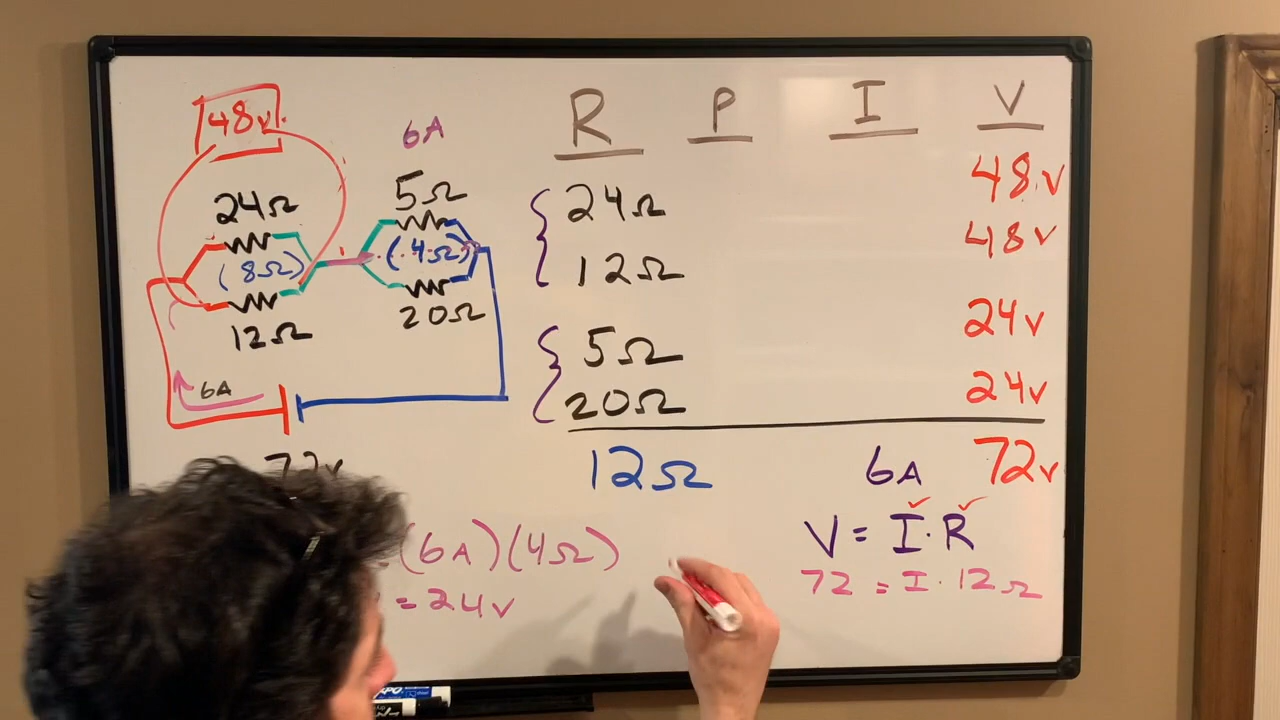 48v
24Ω
(8Ω)
12Ω
6A
5Ω
(4Ω)
20Ω
6A
72v
(6A)(4Ω)
= 24v
R P I V
24Ω 48v
12Ω 48v
5Ω 24v
20Ω 24v
12Ω 6A 72v
V = I · R
72 = I · 12Ω